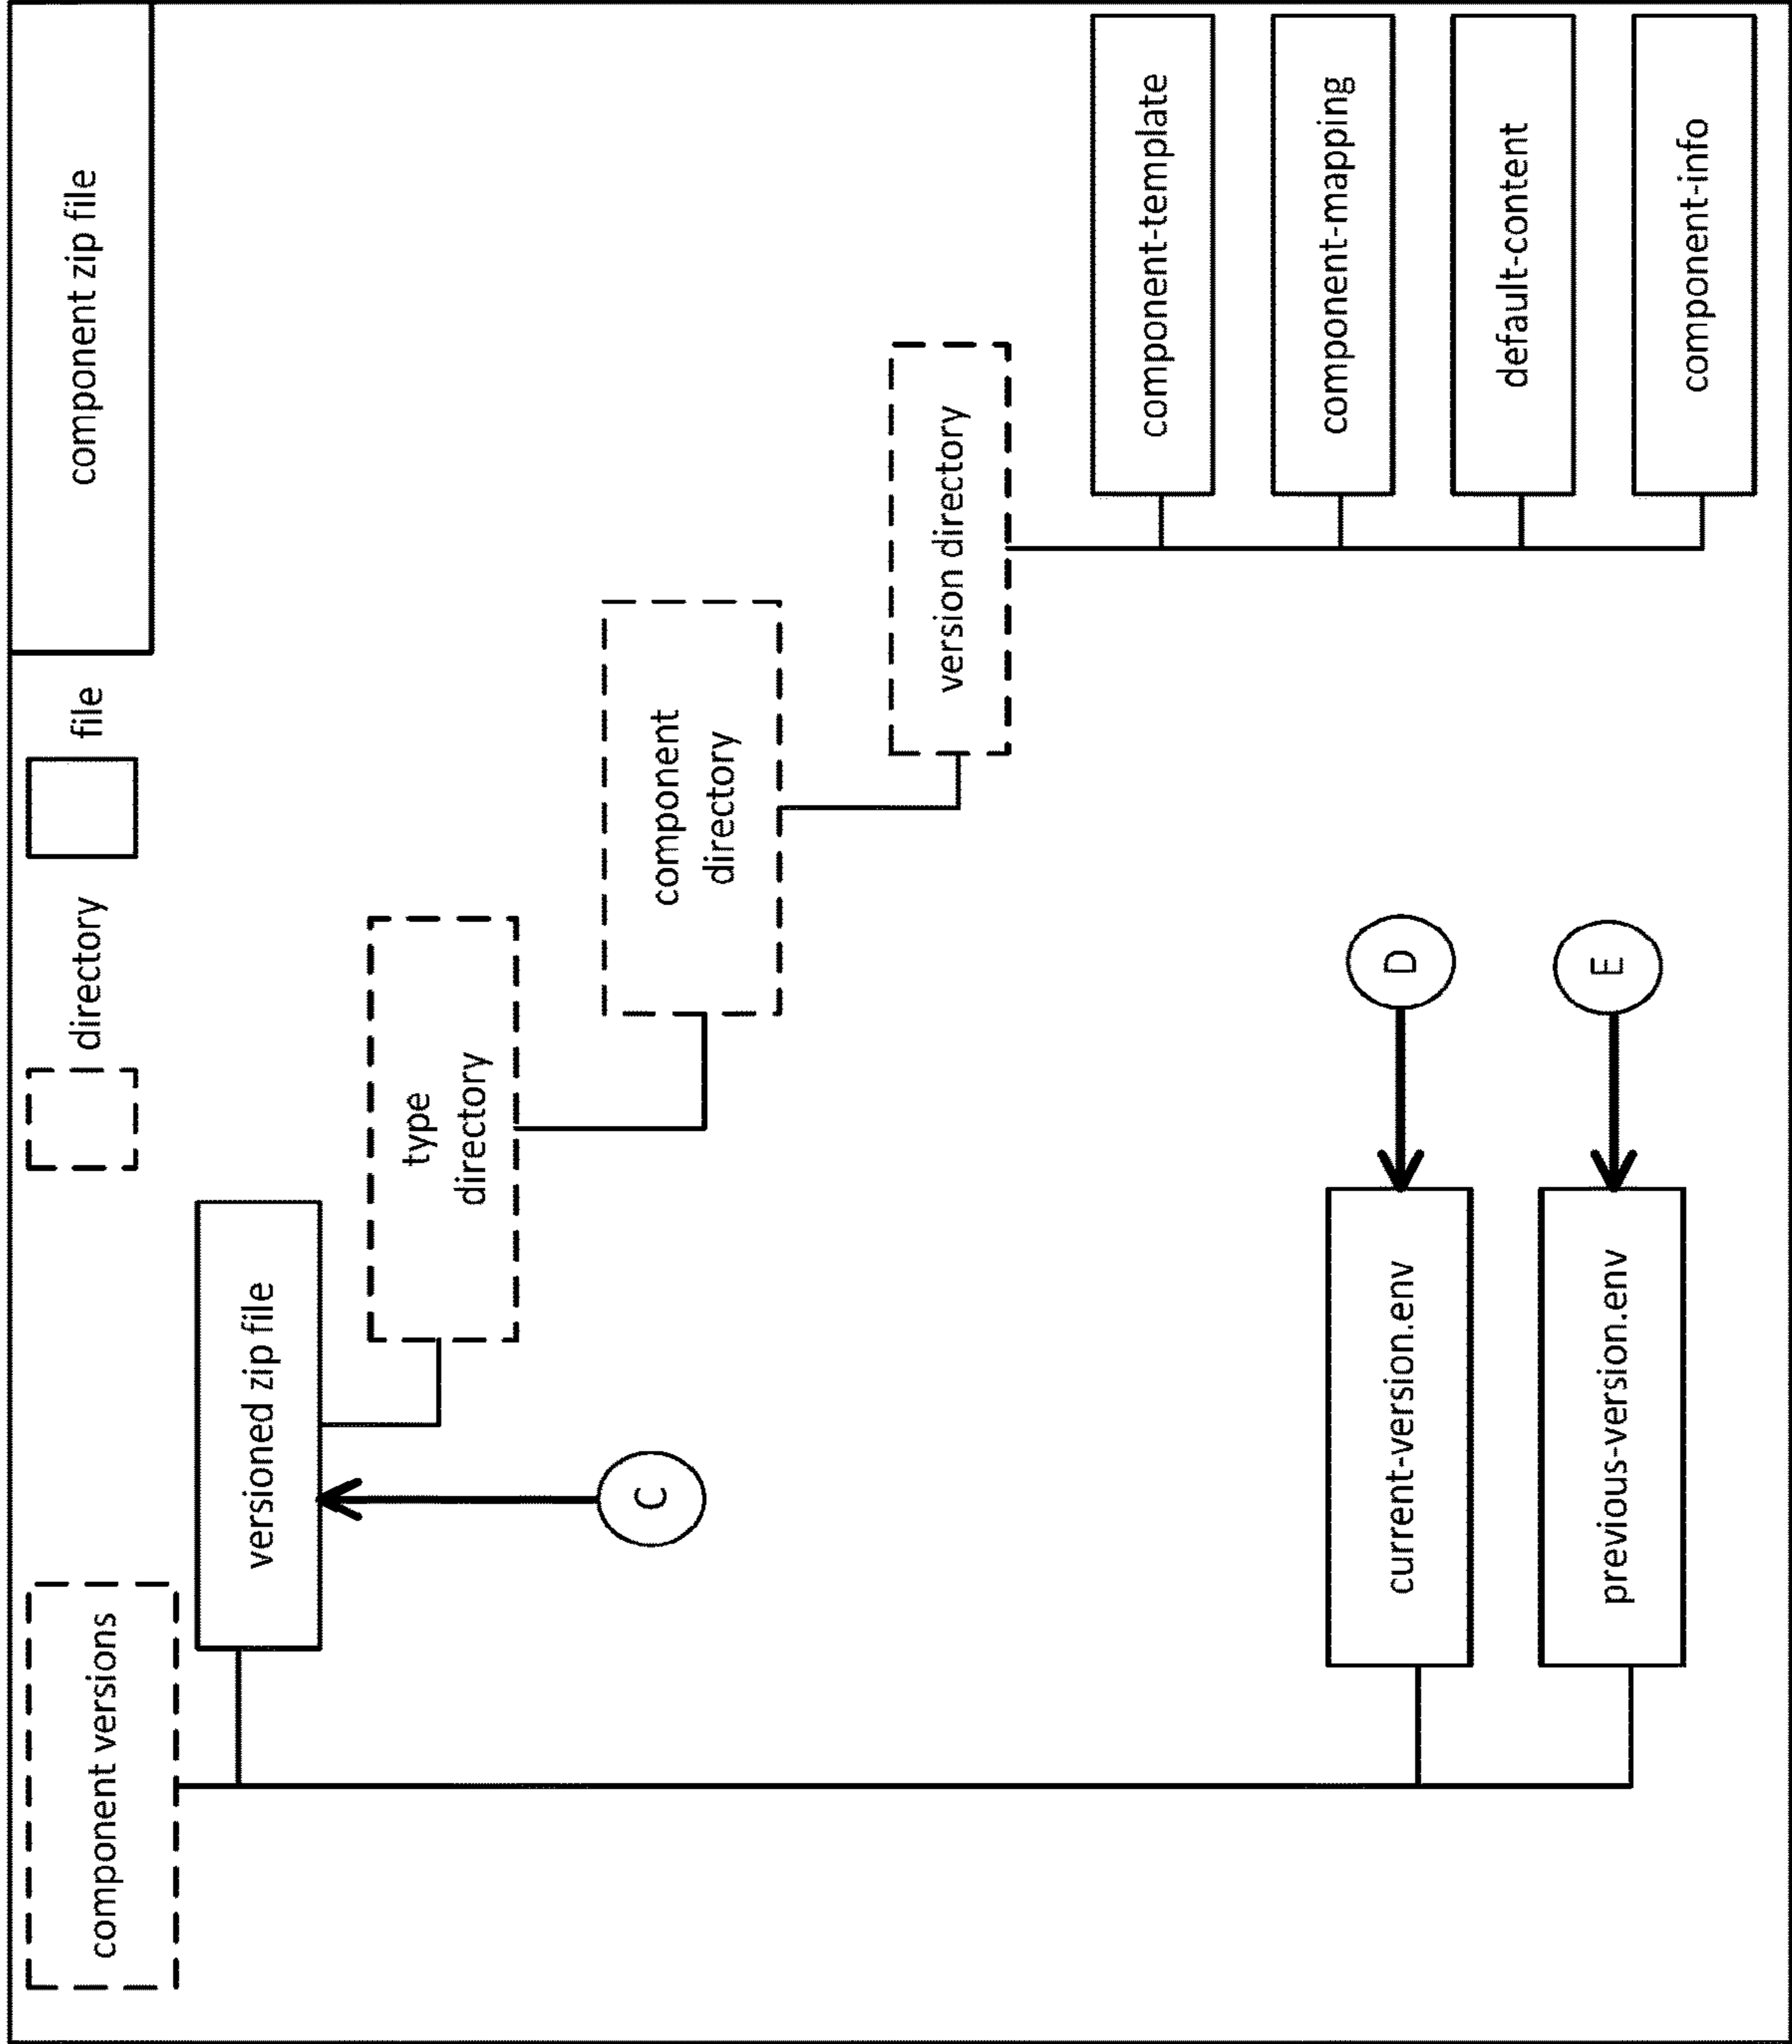 component versions
directory
file
component zip file
versioned zip file
C
type
directory
component
directory
version directory
component-template
component-mapping
default-content
component-info
current-version.env
D
previous-version.env
E